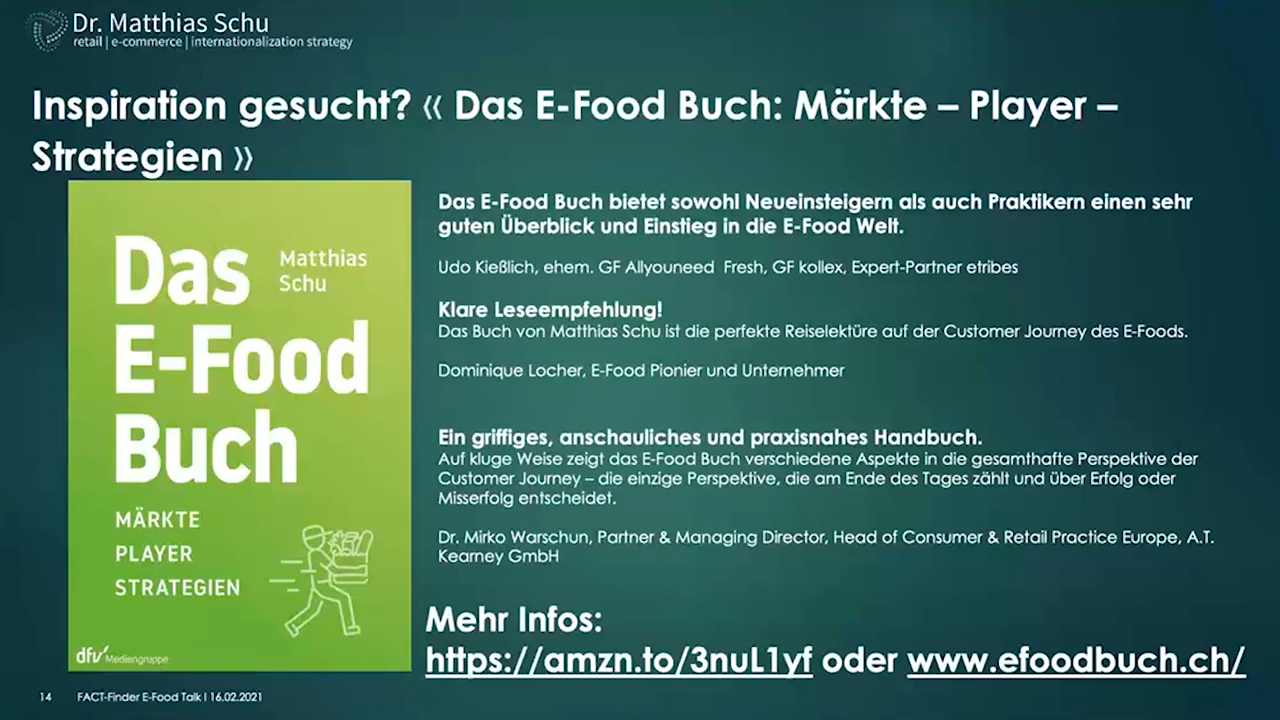 Dr. Matthias Schu
retail | e-commerce | internationalization strategy
Inspiration gesucht? « Das E-Food Buch: Märkte – Player –
Strategien »
Das
E-Food
Buch
Matthias
Schu
MÄRKTE
PLAYER
STRATEGIEN
dfv Mediengruppe
Das E-Food Buch bietet sowohl Neueinsteigern als auch Praktikern einen sehr
guten Überblick und Einstieg in die E-Food Welt.
Udo Kießlich, ehem. GF Allyouneed Fresh, GF kollex, Expert-Partner etribes
Klare Leseempfehlung!
Das Buch von Matthias Schu ist die perfekte Reiselektüre auf der Customer Journey des E-Foods.
Dominique Locher, E-Food Pionier und Unternehmer
Ein griffiges, anschauliches und praxisnahes Handbuch.
Auf kluge Weise zeigt das E-Food Buch verschiedene Aspekte in die gesamthafte Perspektive der
Customer Journey – die einzige Perspektive, die am Ende des Tages zählt und über Erfolg oder
Misserfolg entscheidet.
Dr. Mirko Warschun, Partner & Managing Director, Head of Consumer & Retail Practice Europe, A.T.
Kearney GmbH
Mehr Infos:
https://amzn.to/3nuL1yf oder www.efoodbuch.ch/
14 FACT-Finder E-Food Talk I 16.02.2021